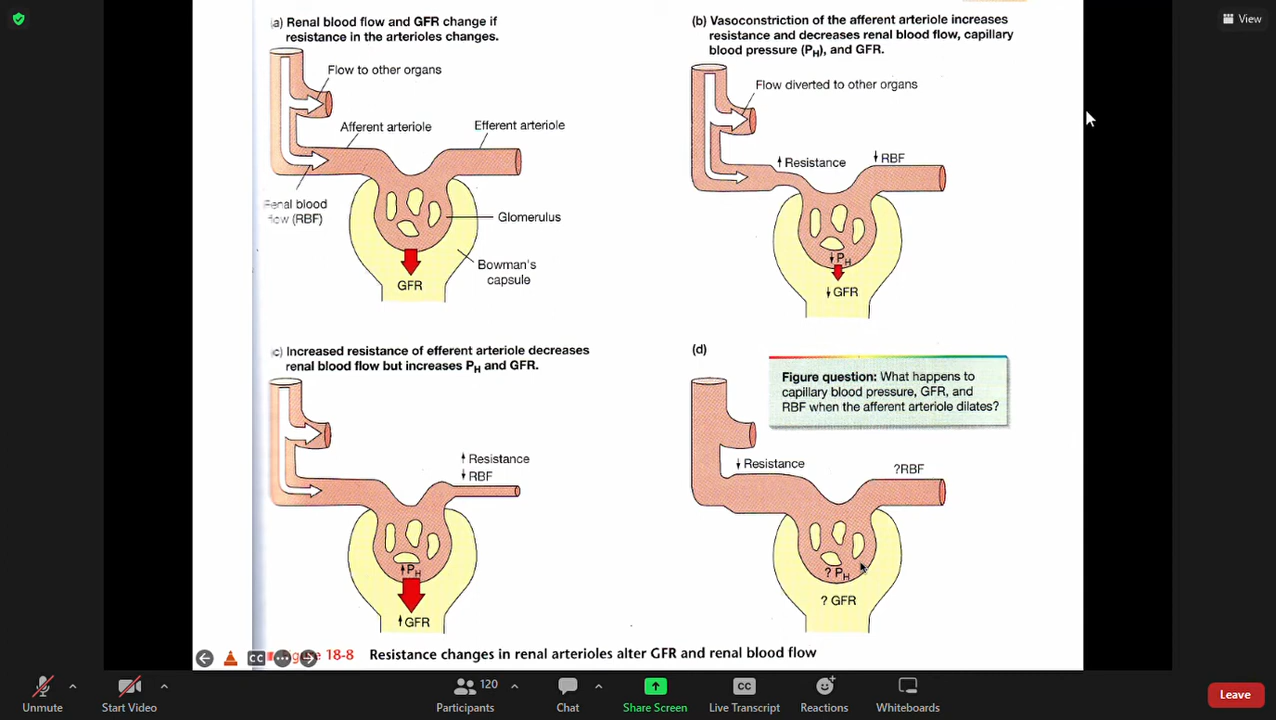 View
(a) Renal blood flow and GFR change if
resistance in the arterioles changes.
Flow to other organs
Afferent arteriole
Efferent arteriole
Renal blood
flow (RBF)
Glomerulus
Bowman's
capsule
GFR
(b) Vasoconstriction of the afferent arteriole increases
resistance and decreases renal blood flow, capillary
blood pressure (PH), and GFR.
Flow diverted to other organs
↑ Resistance
↓ RBF
↓ PH
↓ GFR
(c) Increased resistance of efferent arteriole decreases
renal blood flow but increases PH and GFR.
↑ Resistance
↓ RBF
↑ PH
↑ GFR
(d)
Figure question: What happens to
capillary blood pressure, GFR, and
RBF when the afferent arteriole dilates?
↓ Resistance
?RBF
? PH
? GFR
18-8 Resistance changes in renal arterioles alter GFR and renal blood flow
CC
Unmute
Start Video
120
Participants
Chat
Share Screen
CC
Live Transcript
Reactions
Whiteboards
Leave